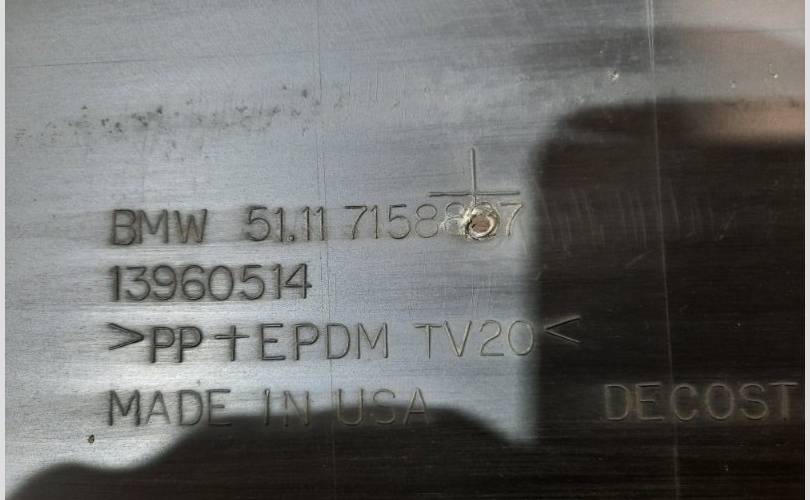 BMW 51.11
13960514
>PP+EPDM TV20<
MADE IN USA
DECOST